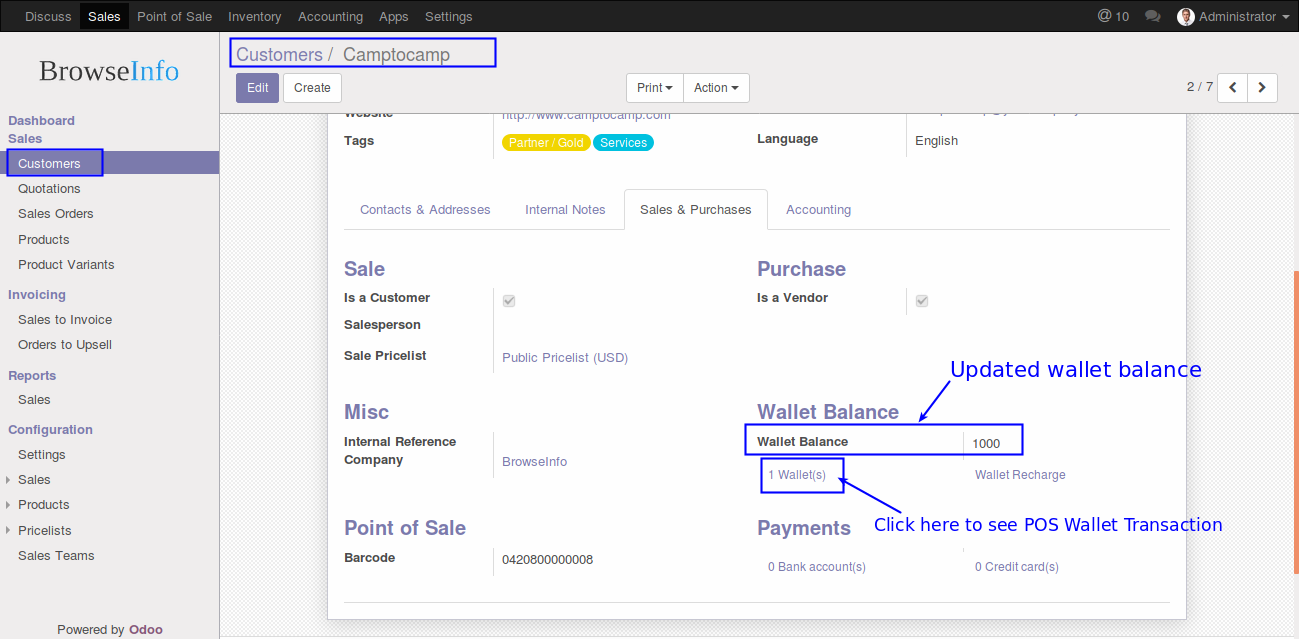 Discuss Sales Point of Sale Inventory Accounting Apps Settings @ 10 Administrator
BrowseInfo
Customers / Camptocamp
Edit Create Print Action 2 / 7
Dashboard
Sales
Customers
Quotations
Sales Orders
Products
Product Variants
Invoicing
Sales to Invoice
Orders to Upsell
Reports
Sales
Configuration
Settings
Sales
Products
Pricelists
Sales Teams
Powered by Odoo
Website http://www.camptocamp.com
Tags Partner / Gold Services Language English
Contacts & Addresses Internal Notes Sales & Purchases Accounting
Sale Purchase
Is a Customer Is a Vendor
Salesperson
Sale Pricelist Public Pricelist (USD)
Updated wallet balance
Misc Wallet Balance
Internal Reference Wallet Balance 1000
Company BrowseInfo
1 Wallet(s) Wallet Recharge
Click here to see POS Wallet Transaction
Point of Sale Payments
Barcode 0420800000008
0 Bank account(s) 0 Credit card(s)